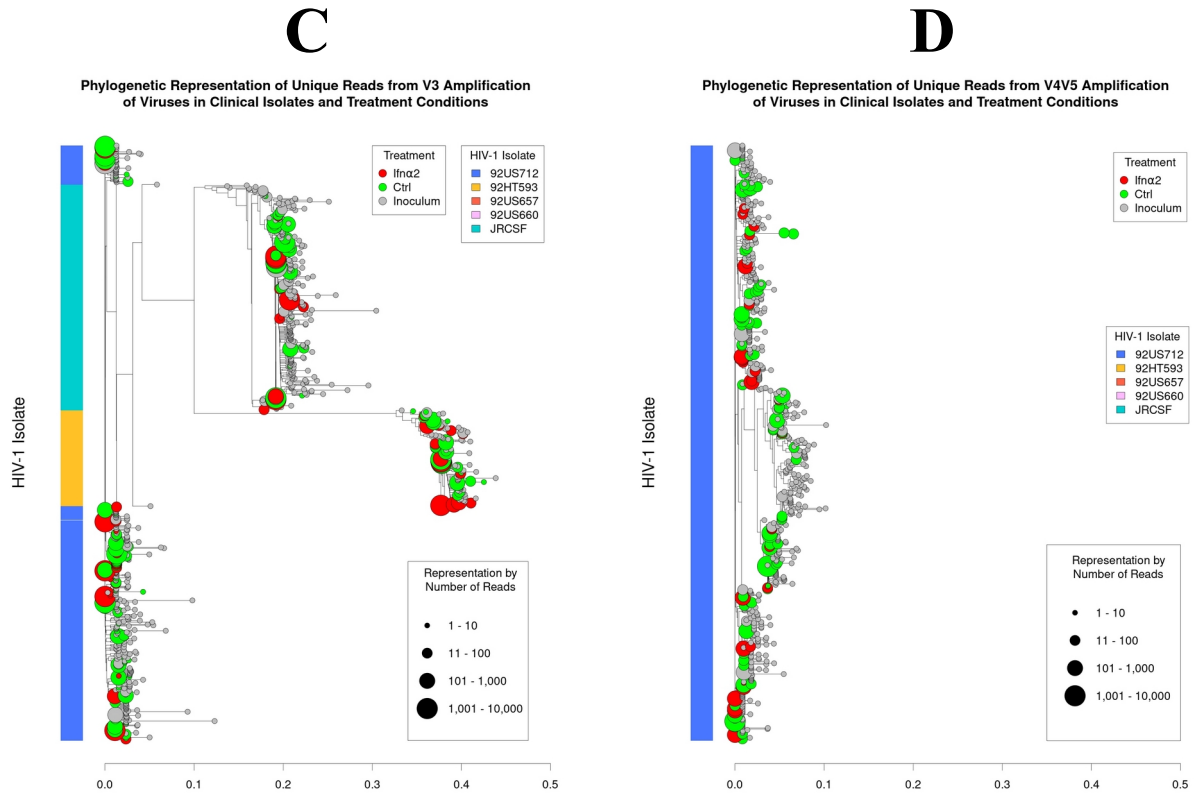 C
Phylogenetic Representation of Unique Reads from V3 Amplification
of Viruses in Clinical Isolates and Treatment Conditions
Treatment
Ifnα2
Ctrl
Inoculum
HIV-1 Isolate
92US712
92HT593
92US657
92US660
JRCSF
HIV-1 Isolate
Representation by
Number of Reads
1 - 10
11 - 100
101 - 1,000
1,001 - 10,000
0.0 0.1 0.2 0.3 0.4 0.5
D
Phylogenetic Representation of Unique Reads from V4V5 Amplification
of Viruses in Clinical Isolates and Treatment Conditions
Treatment
Ifnα2
Ctrl
Inoculum
HIV-1 Isolate
92US712
92HT593
92US657
92US660
JRCSF
HIV-1 Isolate
Representation by
Number of Reads
1 - 10
11 - 100
101 - 1,000
1,001 - 10,000
0.0 0.1 0.2 0.3 0.4 0.5